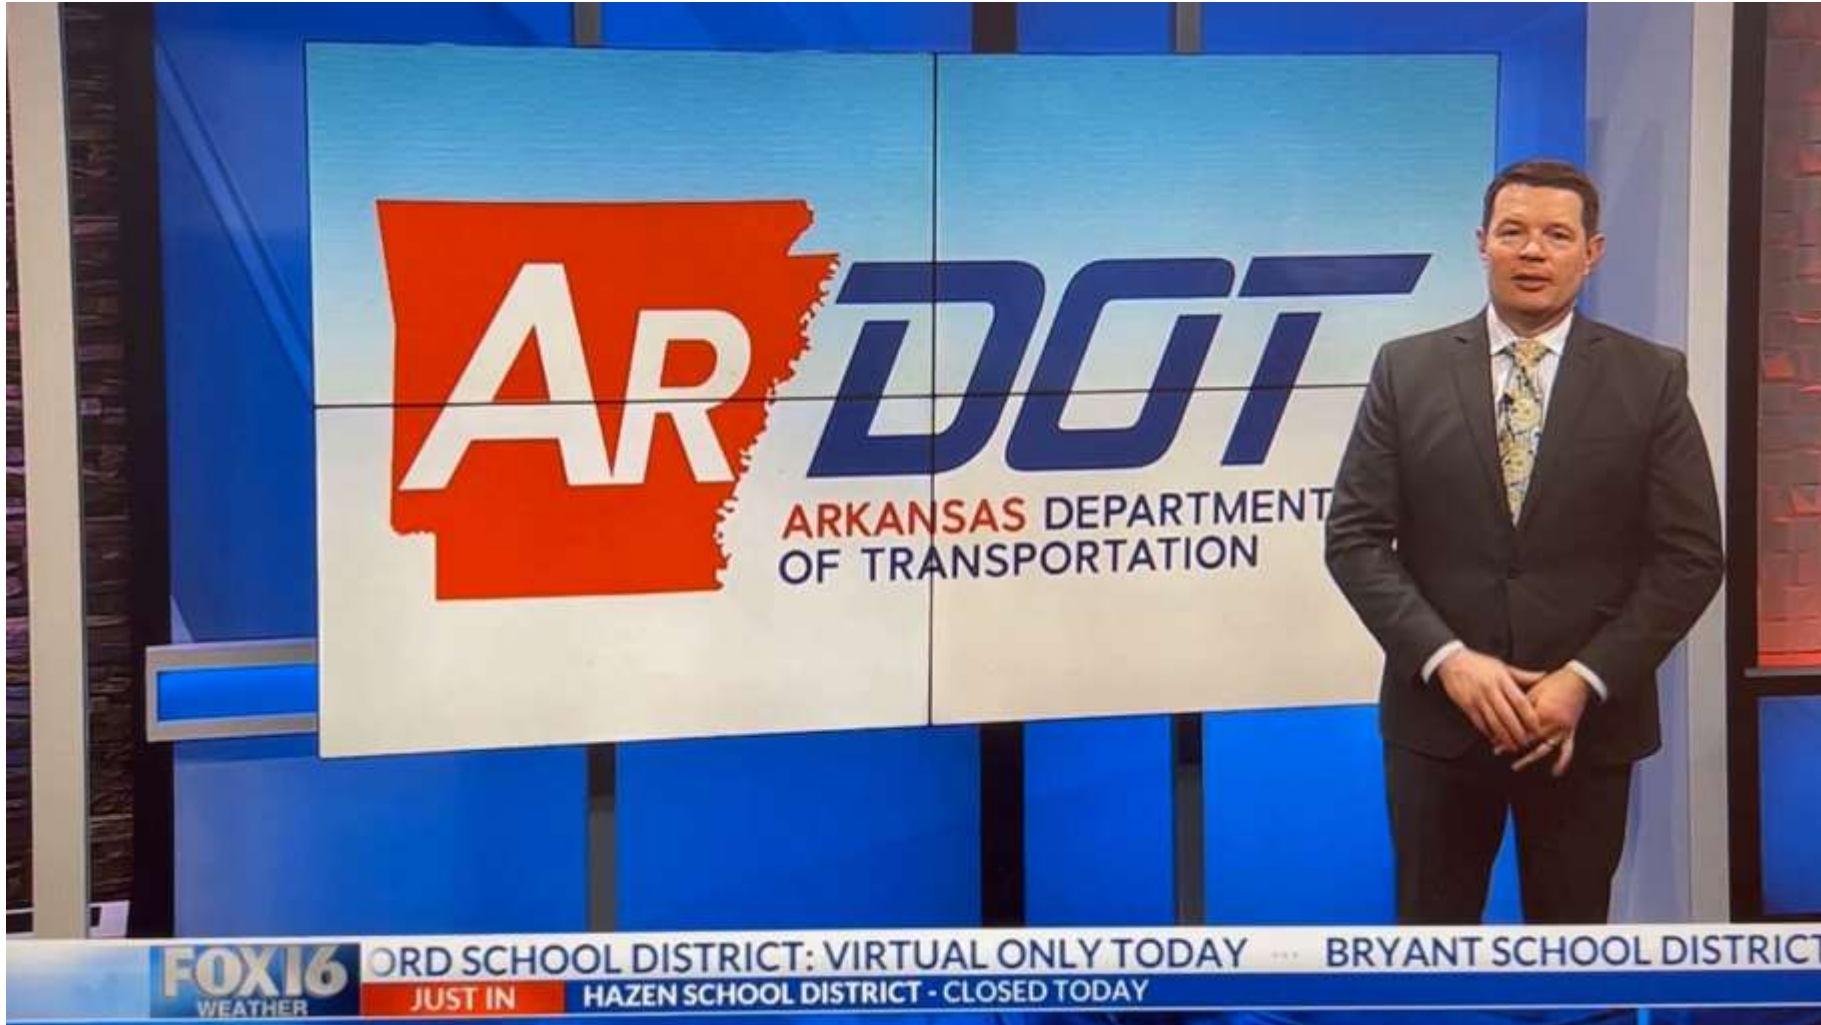 AR DOT
ARKANSAS DEPARTMENT
OF TRANSPORTATION
FOX16
WEATHER
ORD SCHOOL DISTRICT: VIRTUAL ONLY TODAY ... BRYANT SCHOOL DISTRICT
JUST IN
HAZEN SCHOOL DISTRICT - CLOSED TODAY